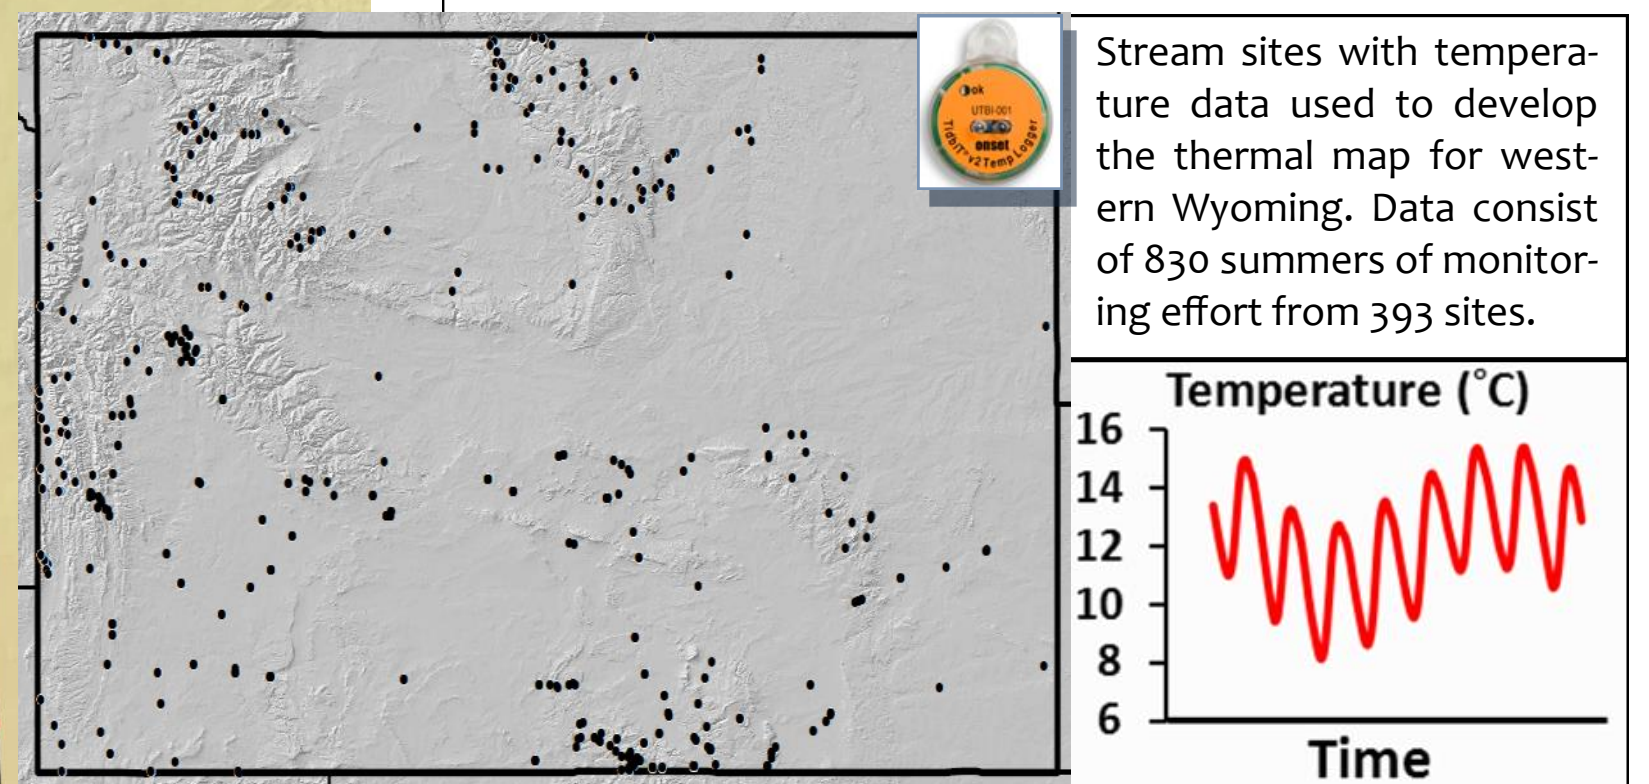 ok
UTBI-001
onset
TidbiT® v2 Temp Logger
Stream sites with tempera-
ture data used to develop
the thermal map for west-
ern Wyoming. Data consist
of 830 summers of monitor-
ing effort from 393 sites.
Temperature (˚C)
16
14
12
10
8
6
Time